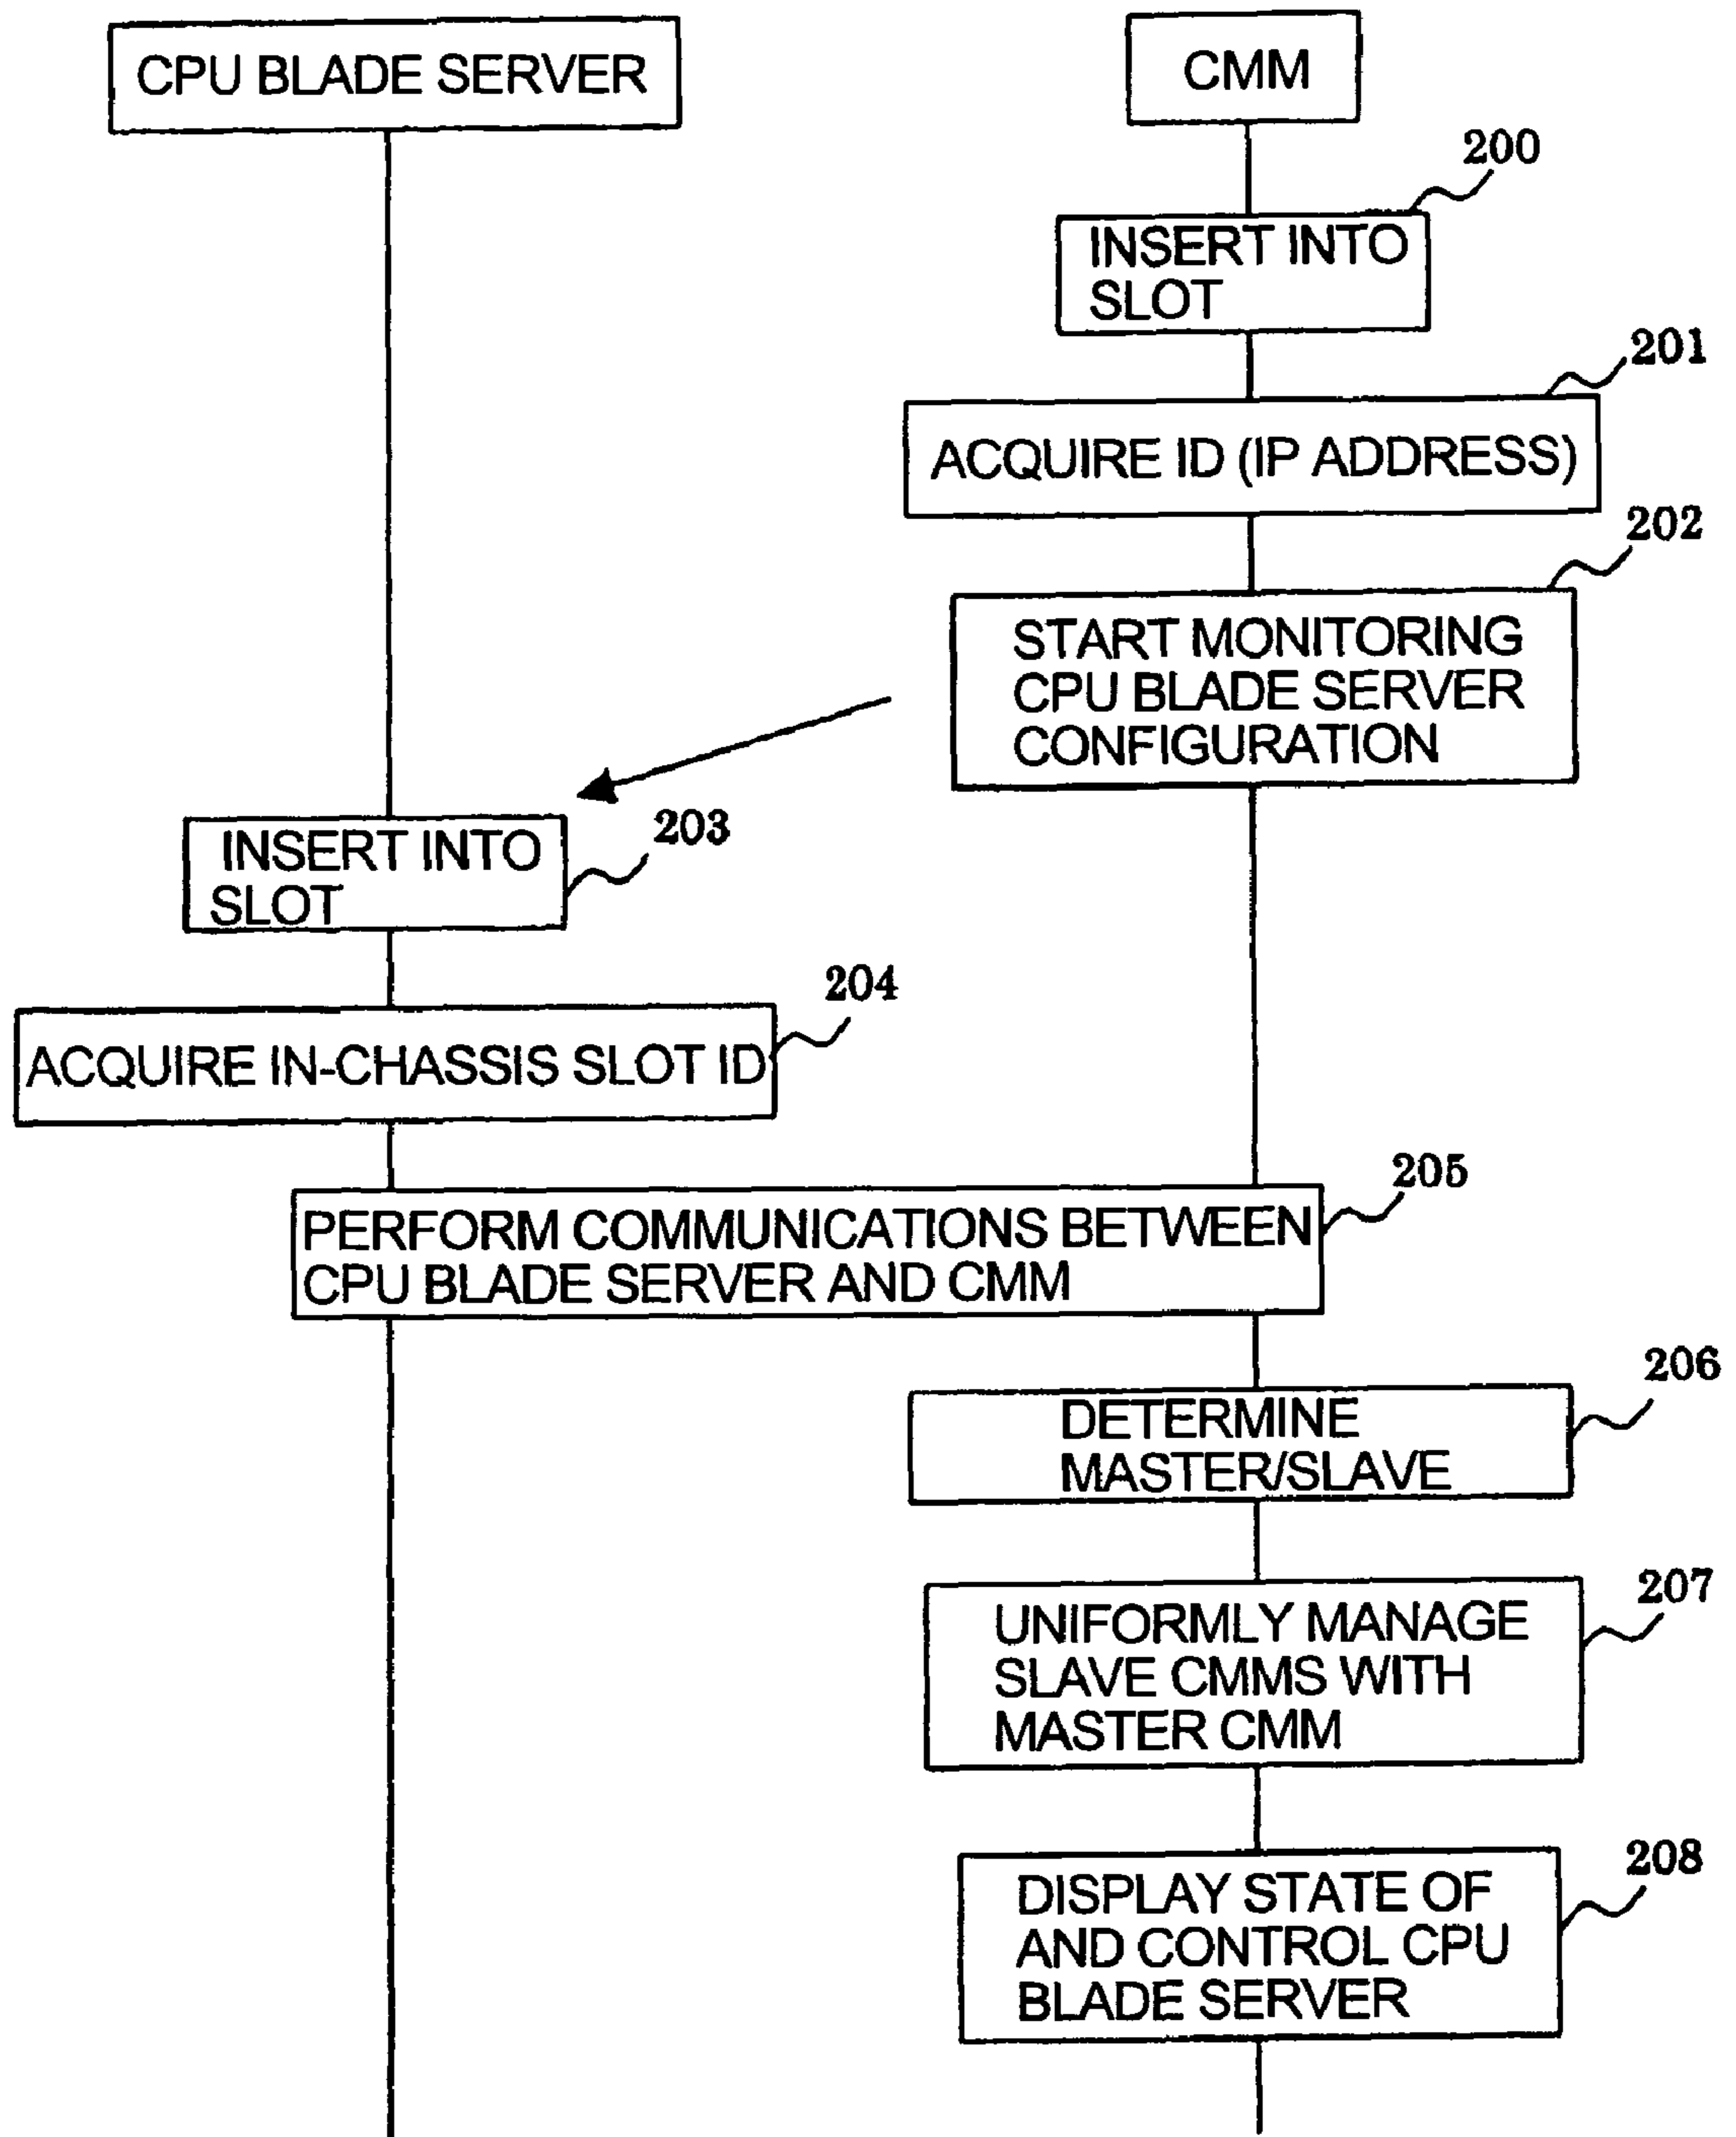 CPU BLADE SERVER
CMM
200
INSERT INTO
SLOT
201
ACQUIRE ID (IP ADDRESS)
202
START MONITORING
CPU BLADE SERVER
CONFIGURATION
203
INSERT INTO
SLOT
204
ACQUIRE IN-CHASSIS SLOT ID
205
PERFORM COMMUNICATIONS BETWEEN
CPU BLADE SERVER AND CMM
206
DETERMINE
MASTER/SLAVE
207
UNIFORMLY MANAGE
SLAVE CMMS WITH
MASTER CMM
208
DISPLAY STATE OF
AND CONTROL CPU
BLADE SERVER